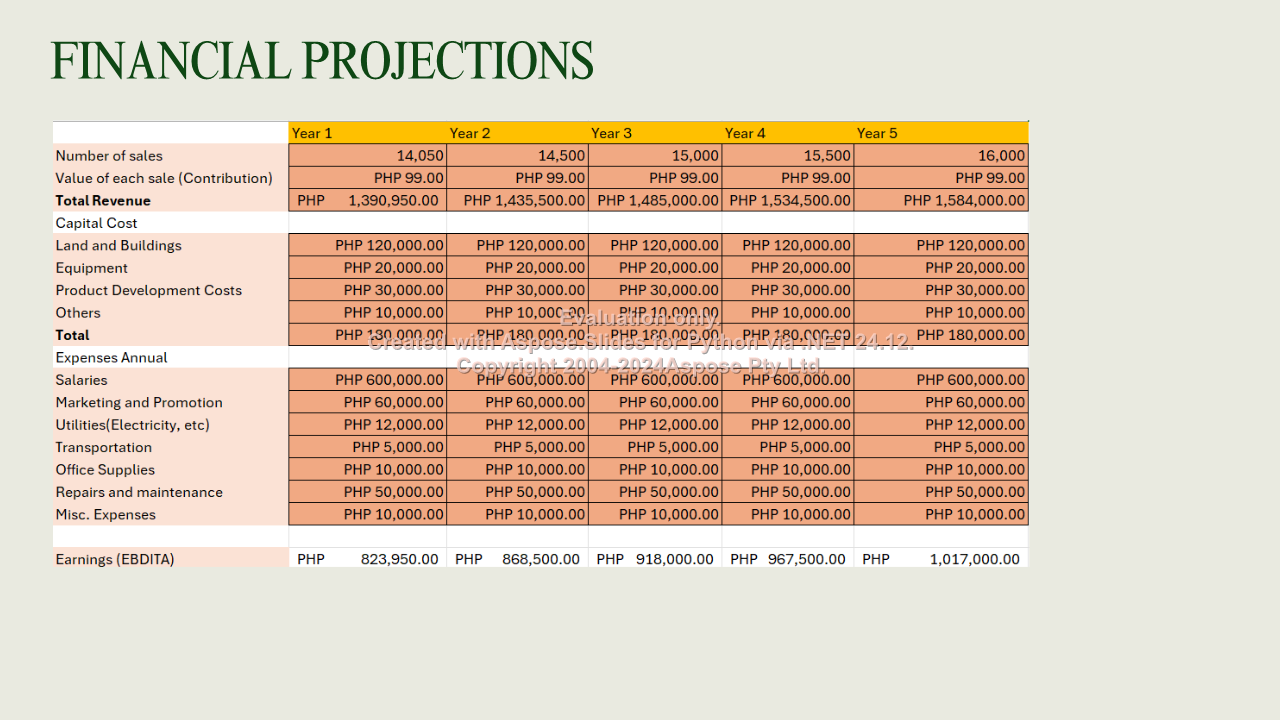 FINANCIAL PROJECTIONS
Year 1 Year 2 Year 3 Year 4 Year 5
Number of sales 14,050 14,500 15,000 15,500 16,000
Value of each sale (Contribution) PHP 99.00 PHP 99.00 PHP 99.00 PHP 99.00 PHP 99.00
Total Revenue PHP 1,390,950.00 PHP 1,435,500.00 PHP 1,485,000.00 PHP 1,534,500.00 PHP 1,584,000.00
Capital Cost
Land and Buildings PHP 120,000.00 PHP 120,000.00 PHP 120,000.00 PHP 120,000.00 PHP 120,000.00
Equipment PHP 20,000.00 PHP 20,000.00 PHP 20,000.00 PHP 20,000.00 PHP 20,000.00
Product Development Costs PHP 30,000.00 PHP 30,000.00 PHP 30,000.00 PHP 30,000.00 PHP 30,000.00
Others PHP 10,000.00 PHP 10,000.00 PHP 10,000.00 PHP 10,000.00 PHP 10,000.00
Evaluation only.
Total PHP 180,000.00 PHP 180,000.00 PHP 180,000.00 PHP 180,000.00 PHP 180,000.00
Created with Aspose.Slides for Python via .NET 24.12.
Expenses Annual
Copyright 2004-2024Aspose Pty Ltd.
Salaries PHP 600,000.00 PHP 600,000.00 PHP 600,000.00 PHP 600,000.00 PHP 600,000.00
Marketing and Promotion PHP 60,000.00 PHP 60,000.00 PHP 60,000.00 PHP 60,000.00 PHP 60,000.00
Utilities(Electricity, etc) PHP 12,000.00 PHP 12,000.00 PHP 12,000.00 PHP 12,000.00 PHP 12,000.00
Transportation PHP 5,000.00 PHP 5,000.00 PHP 5,000.00 PHP 5,000.00 PHP 5,000.00
Office Supplies PHP 10,000.00 PHP 10,000.00 PHP 10,000.00 PHP 10,000.00 PHP 10,000.00
Repairs and maintenance PHP 50,000.00 PHP 50,000.00 PHP 50,000.00 PHP 50,000.00 PHP 50,000.00
Misc. Expenses PHP 10,000.00 PHP 10,000.00 PHP 10,000.00 PHP 10,000.00 PHP 10,000.00
Earnings (EBDITA) PHP 823,950.00 PHP 868,500.00 PHP 918,000.00 PHP 967,500.00 PHP 1,017,000.00